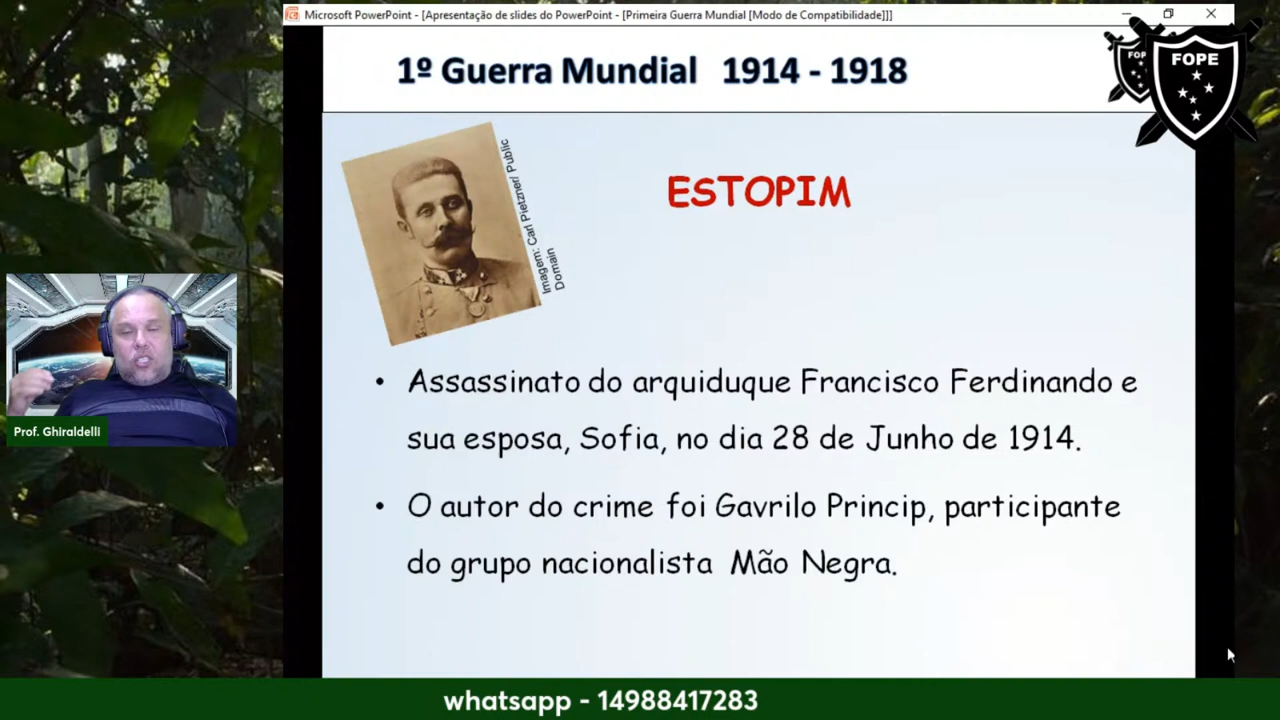 Microsoft PowerPoint - [Apresentação de slides do PowerPoint - [Primeira Guerra Mundial [Modo de Compatibilidade]]]
FOPE
FOPE
1º Guerra Mundial 1914 - 1918
Imagem: Carl Pietzner/ Public
Domain
ESTOPIM
• Assassinato do arquiduque Francisco Ferdinando e
sua esposa, Sofia, no dia 28 de Junho de 1914.
Prof. Ghiraldelli
• O autor do crime foi Gavrilo Princip, participante
do grupo nacionalista Mão Negra.
whatsapp - 14988417283